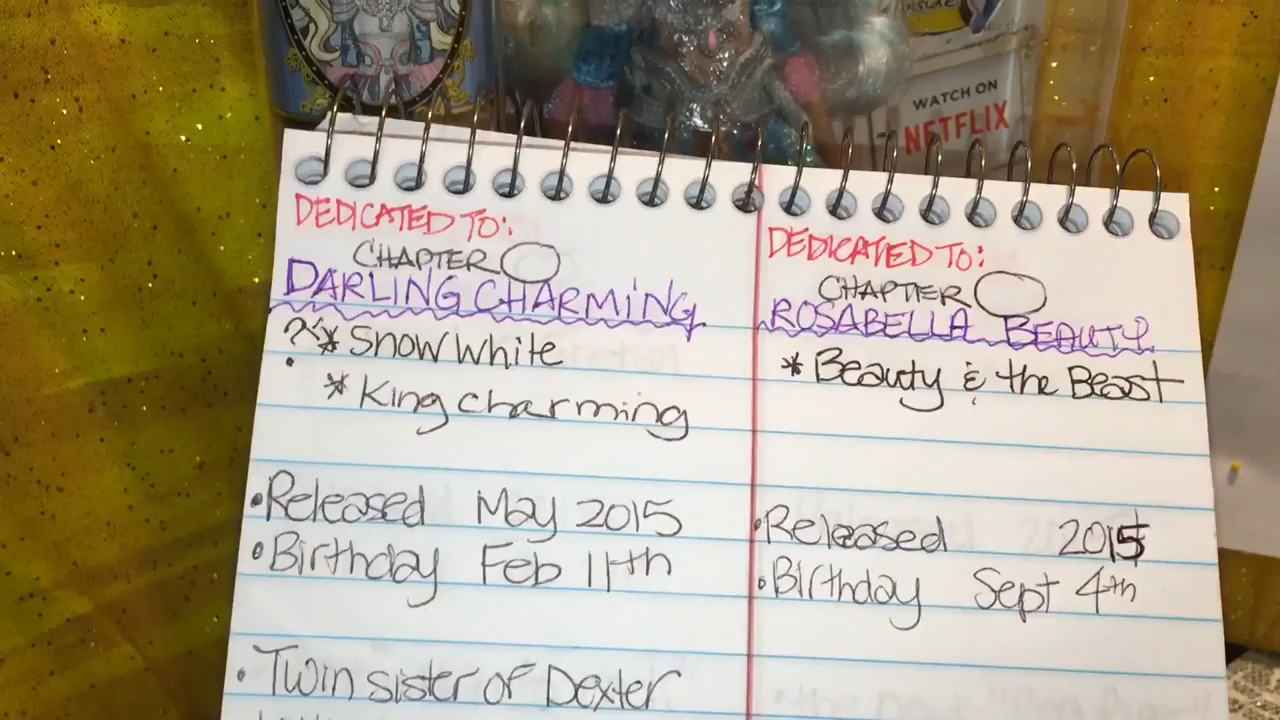 INSIDE
WATCH ON
NETFLIX
DEDICATED TO:
CHAPTER
DARLING CHARMING
?* Snow White
* King charming
•Released May 2015
•Birthday Feb 11th
• Twin sister of Dexter
DEDICATED TO:
CHAPTER
ROSABELLA BEAUTY
* Beauty & the Beast
•Released 2015
•Birthday Sept 4th